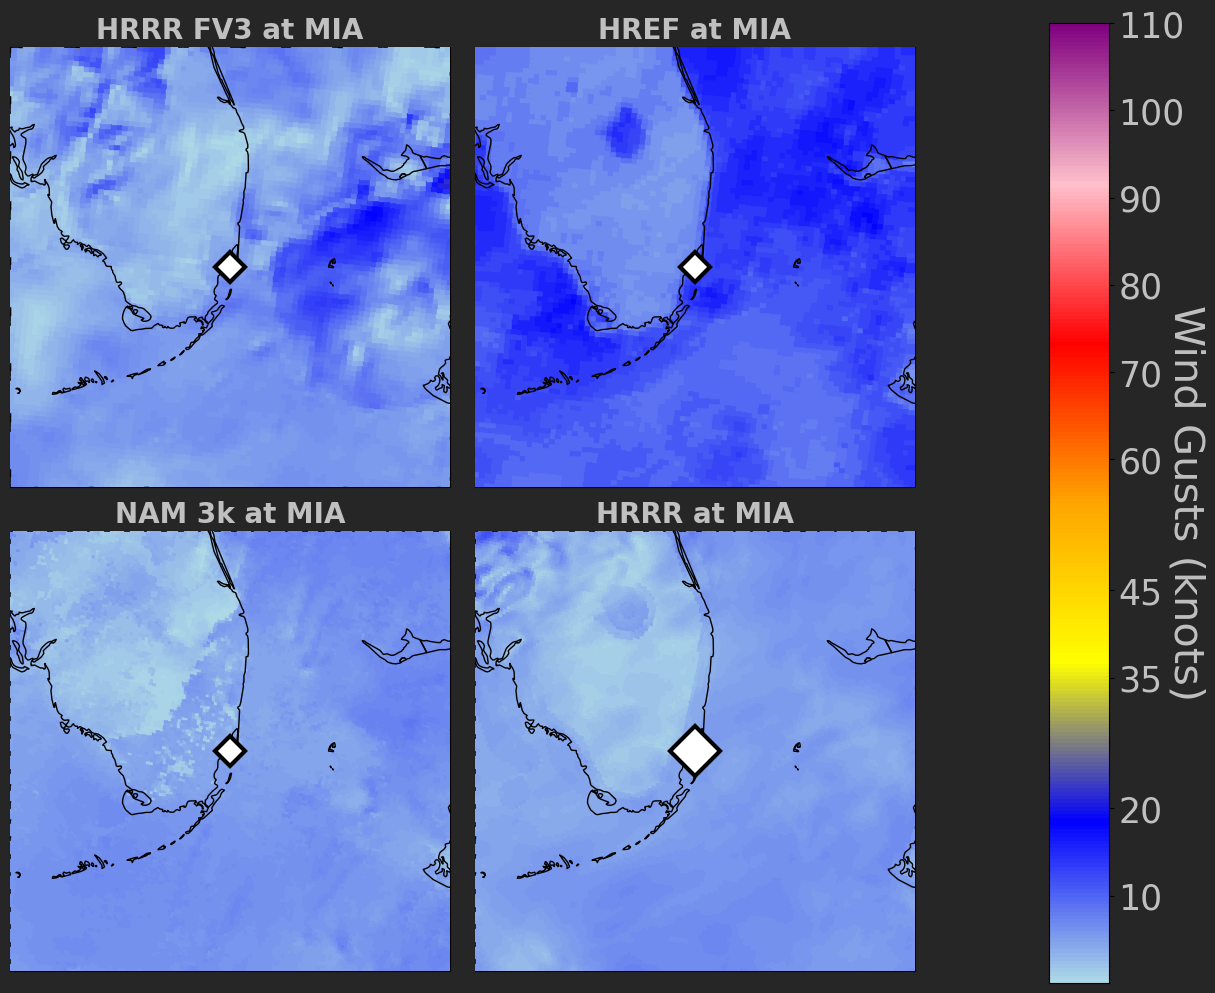 HRRR FV3 at MIA
HREF at MIA
NAM 3k at MIA
HRRR at MIA
110
100
90
80
70
60
45
35
20
10
Wind Gusts (knots)